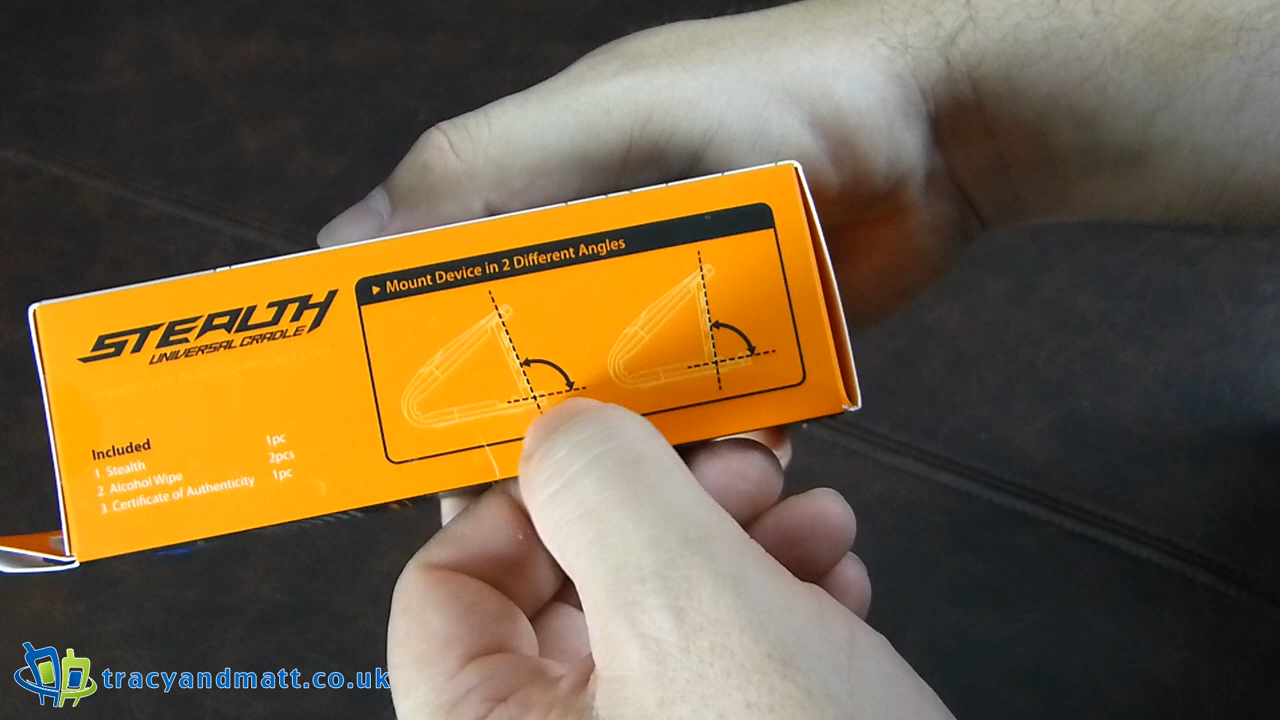 STEALTH
UNIVERSAL CRADLE
▶ Mount Device in 2 Different Angles
Included
1. Stealth 1pc
2. Alcohol Wipe 2pcs
3. Certificate of Authenticity 1pc
tracyandmatt.co.uk